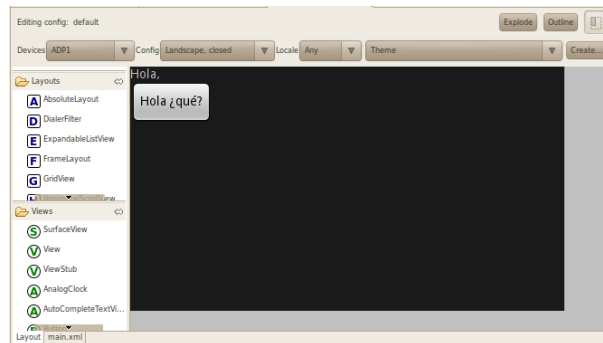 Editing config: default
Explode
Outline
Devices
ADP1
Config
Landscape, closed
Locale
Any
Theme
Create...
Layouts
A AbsoluteLayout
D DialerFilter
E ExpandableListView
F FrameLayout
G GridView
Views
S SurfaceView
V View
V ViewStub
A AnalogClock
A AutoCompleteTextVi...
Button
Hola,
Hola ¿qué?
Layout
main.xml